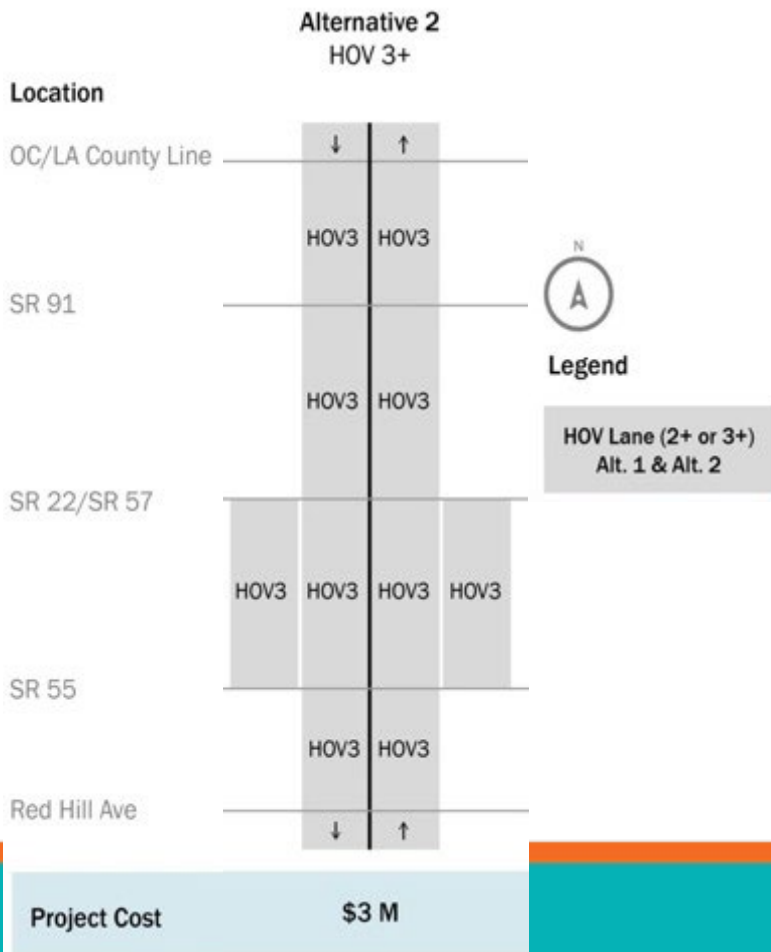 Alternative 2
HOV 3+
Location
OC/LA County Line
↓ ↑
HOV3 HOV3
N
SR 91
Legend
HOV3 HOV3
HOV Lane (2+ or 3+)
Alt. 1 & Alt. 2
SR 22/SR 57
HOV3 HOV3 HOV3 HOV3
SR 55
HOV3 HOV3
Red Hill Ave
↓ ↑
Project Cost $3 M